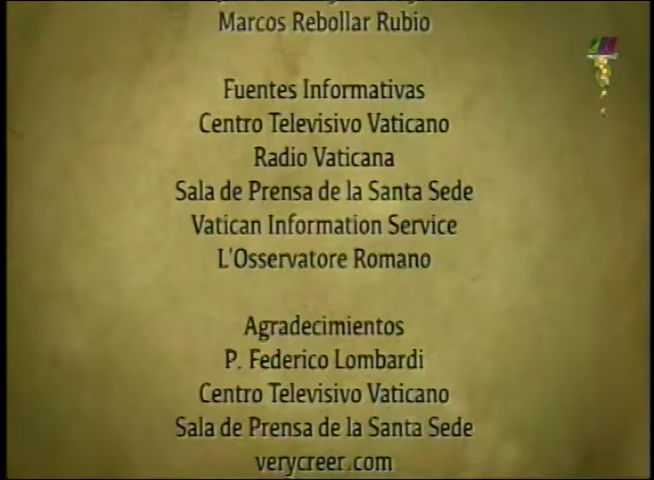 Marcos Rebollar Rubio
Fuentes Informativas
Centro Televisivo Vaticano
Radio Vaticana
Sala de Prensa de la Santa Sede
Vatican Information Service
L'Osservatore Romano
Agradecimientos
P. Federico Lombardi
Centro Televisivo Vaticano
Sala de Prensa de la Santa Sede
verycreer.com